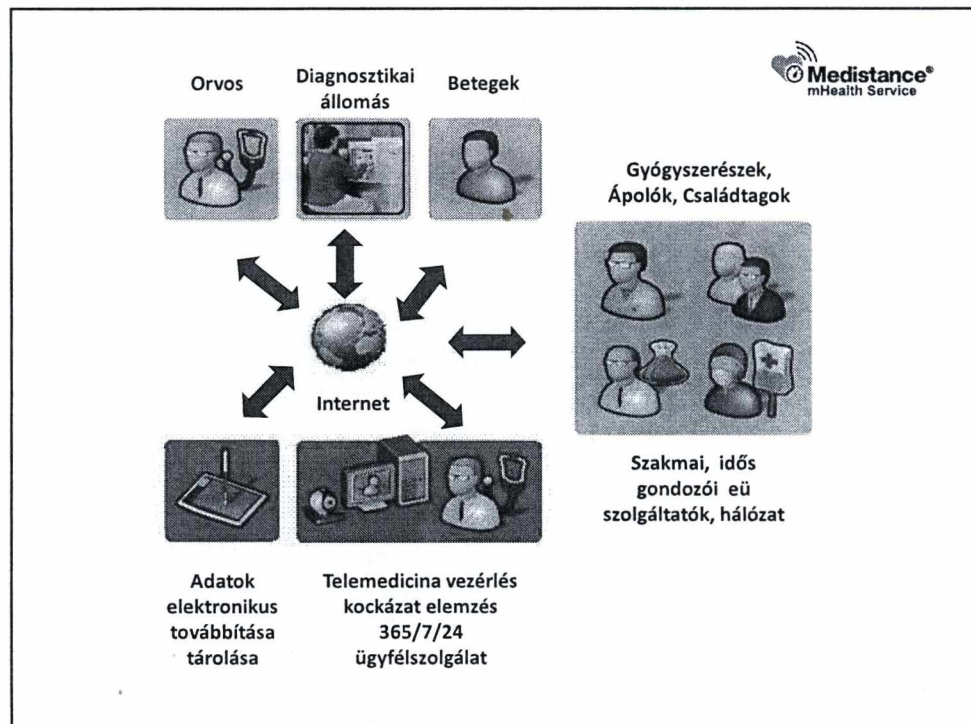 Medistance®
mHealth Service
Orvos
Diagnosztikai
állomás
Betegek
Gyógyszerészek,
Ápolók, Családtagok
Internet
Szakmai, idős
gondozói eü
szolgáltatók, hálózat
Adatok
elektronikus
továbbítása
tárolása
Telemedicina vezérlés
kockázat elemzés
365/7/24
ügyfélszolgálat